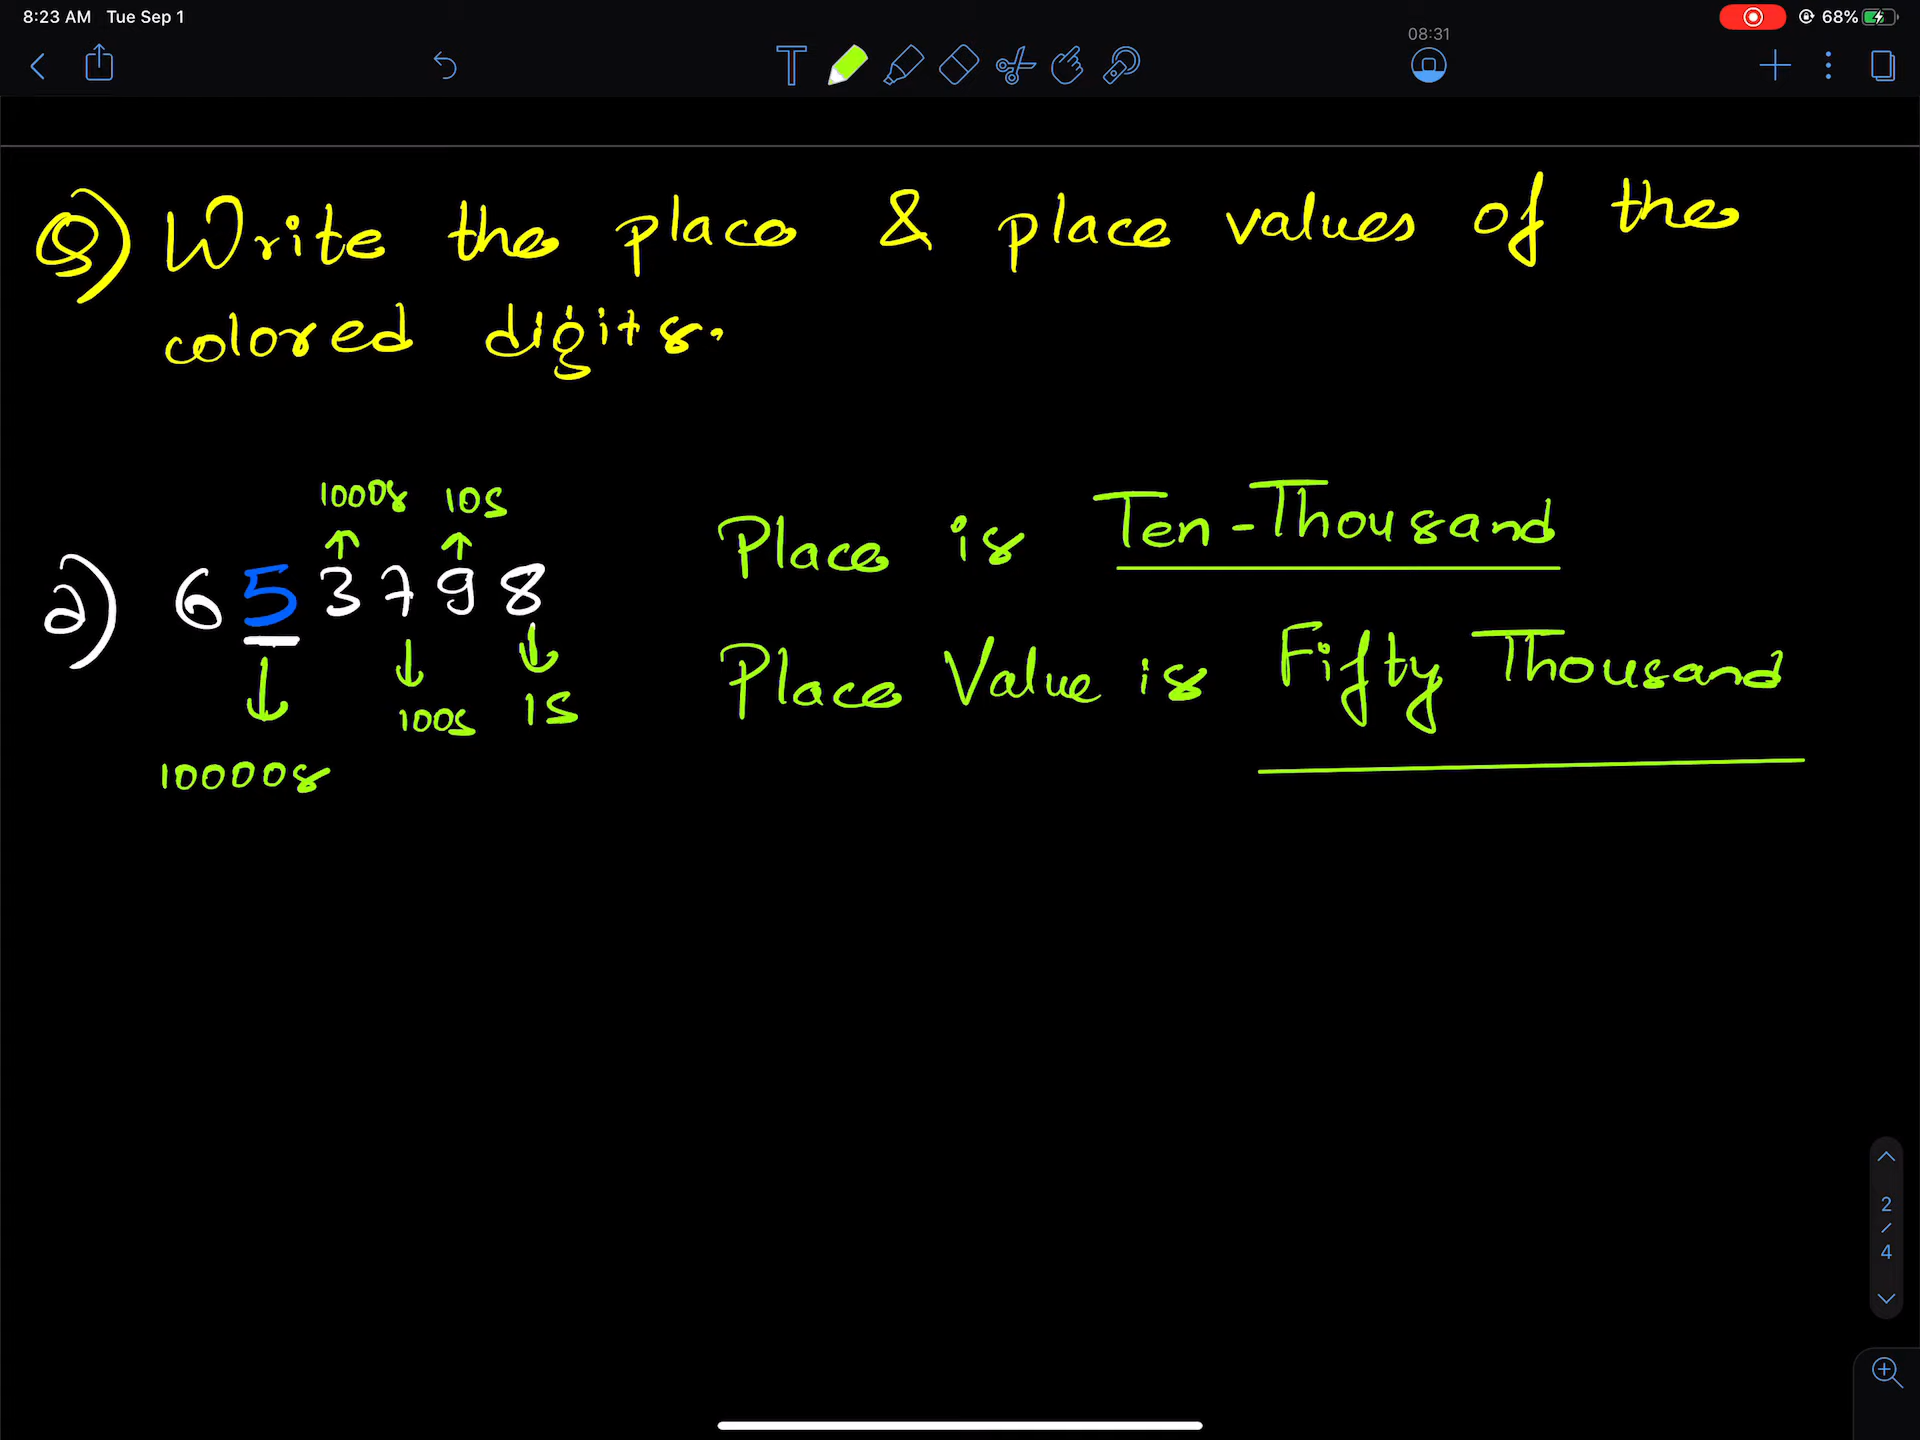 8:23 AM Tue Sep 1
68%
08:31
T
Q) Write the place & place values of the
colored digits.
1000s 10s
a) 653798
100s 1s
10000s
Place is Ten-Thousand
Place Value is Fifty Thousand
2
/
4